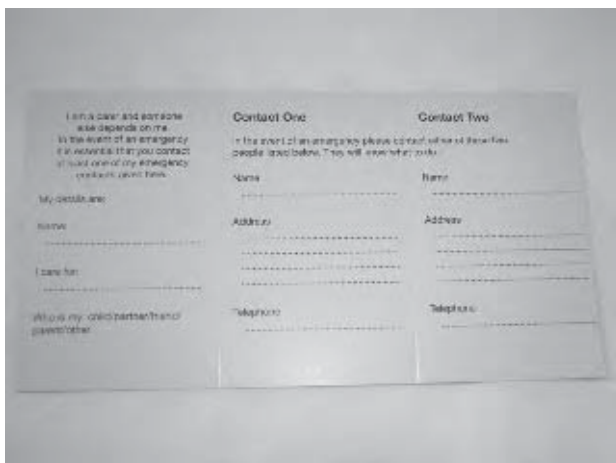 I am a carer and someone
else depends on me.
In the event of an emergency
it is essential that you contact
at least one of my emergency
contacts given here.
My details are:
Name
I care for:
Who is my: child/partner/friend/
parent/other
Contact One
Contact Two
In the event of an emergency please contact either of these two
people listed below. They will know what to do.
Name
Address
Telephone
Name
Address
Telephone